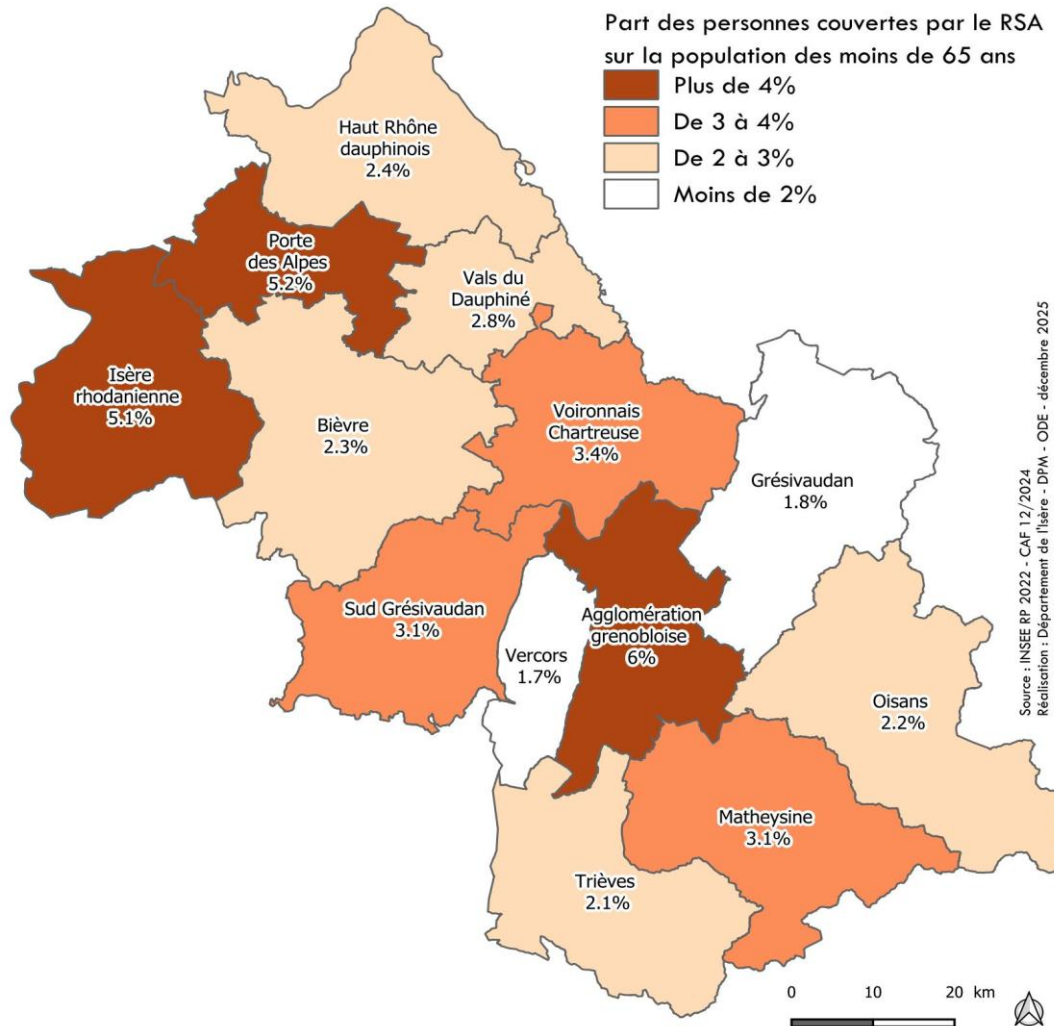 Part des personnes couvertes par le RSA
sur la population des moins de 65 ans
Plus de 4%
De 3 à 4%
De 2 à 3%
Moins de 2%
Haut Rhône
dauphinois
2.4%
Porte
des Alpes
5.2%
Vals du
Dauphiné
2.8%
Isère
rhodanienne
5.1%
Bièvre
2.3%
Voironnais
Chartreuse
3.4%
Grésivaudan
1.8%
Sud Grésivaudan
3.1%
Vercors
1.7%
Agglomération
grenobloise
6%
Oisans
2.2%
Matheysine
3.1%
Trièves
2.1%
Source : INSEE RP 2022 - CAF 12/2024
Réalisation : Département de l'Isère - DPM - ODE - décembre 2025
0 10 20 km